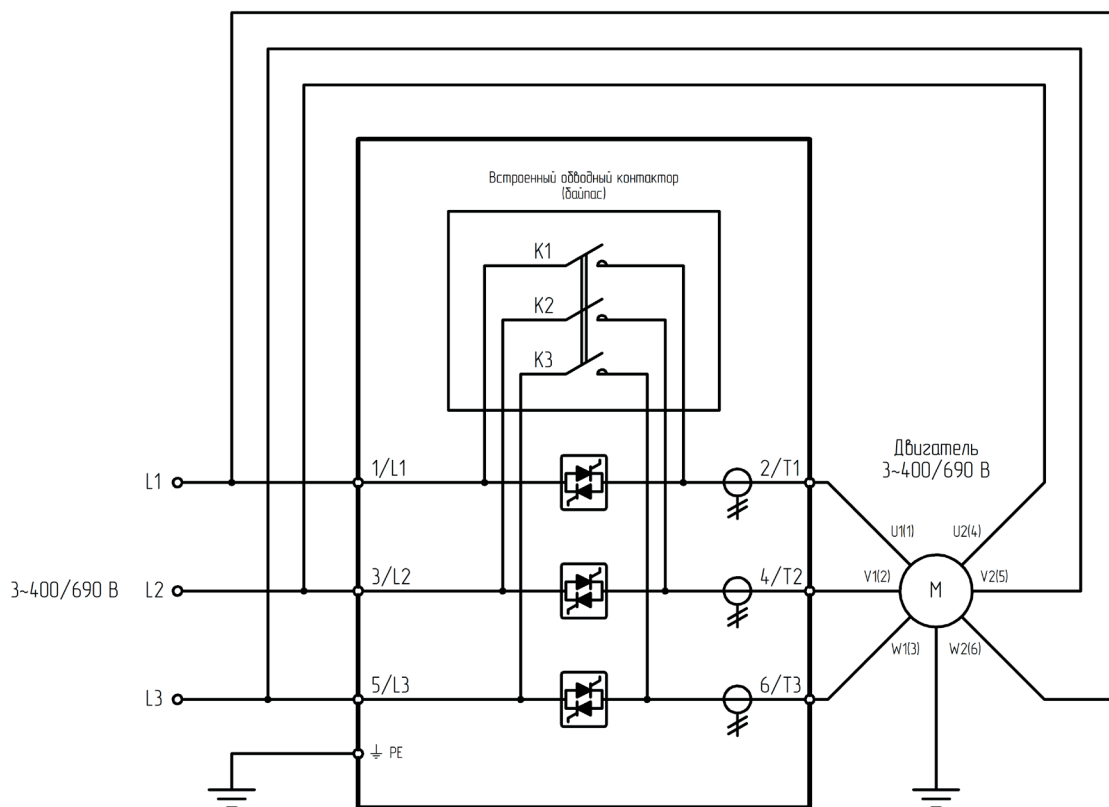 Встроенный обводный контактор
(байпас)
K1
K2
K3
Двигатель
3~400/690 В
L1
1/L1
2/T1
U1(1)
U2(4)
3~400/690 В
L2
3/L2
4/T2
V1(2)
M
V2(5)
W1(3)
W2(6)
L3
5/L3
6/T3
PE